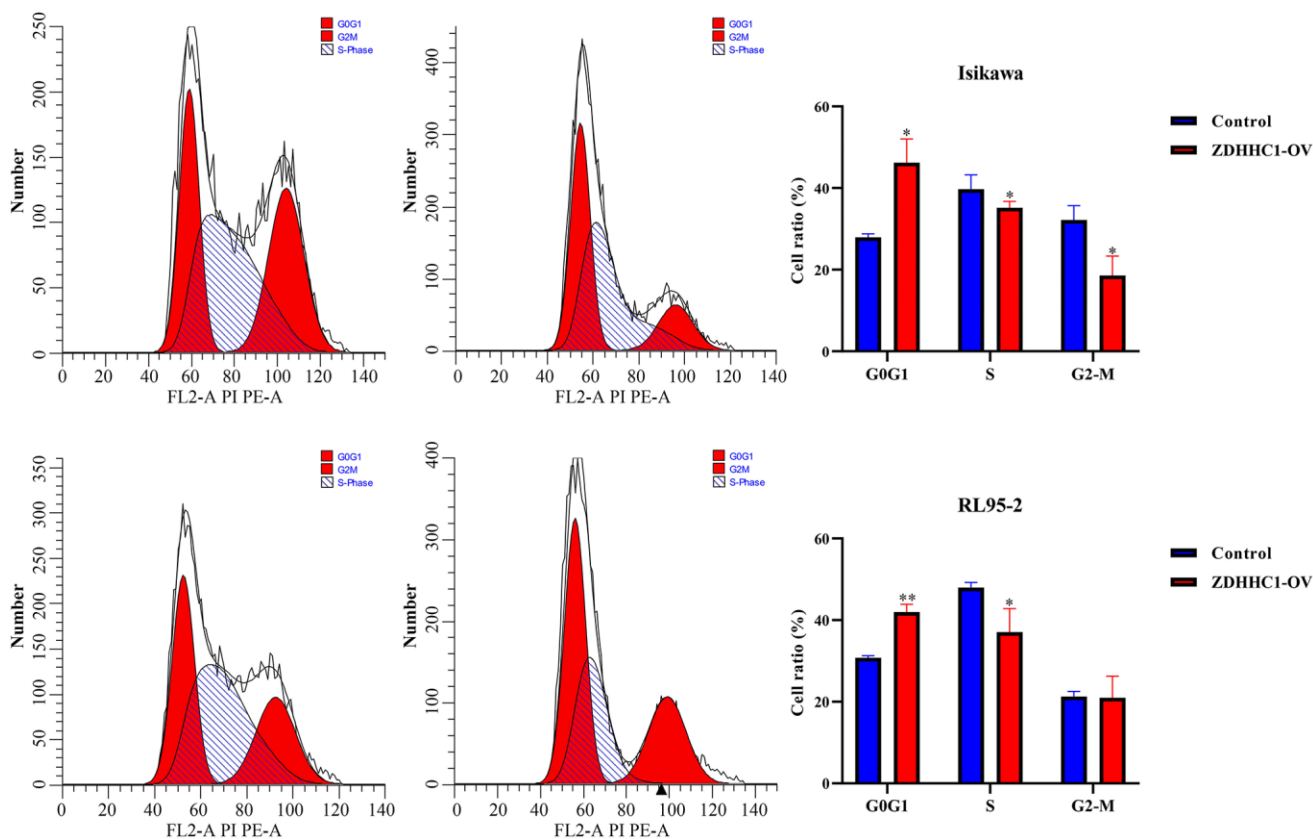 250
200
150
100
50
0
Number
G0G1
G2M
S-Phase
0 20 40 60 80 100 120 140
FL2-A PI PE-A
400
300
200
100
0
Number
G0G1
G2M
S-Phase
0 20 40 60 80 100 120 140
FL2-A PI PE-A
Isikawa
60
40
20
0
Cell ratio (%)
* * *
G0G1 S G2-M
Control
ZDHHC1-OV
350
300
250
200
150
100
50
0
Number
G0G1
G2M
S-Phase
0 20 40 60 80 100 120 140
FL2-A PI PE-A
400
300
200
100
0
Number
G0G1
G2M
S-Phase
0 20 40 60 80 100 120 140
FL2-A PI PE-A
RL95-2
60
40
20
0
Cell ratio (%)
** *
G0G1 S G2-M
Control
ZDHHC1-OV